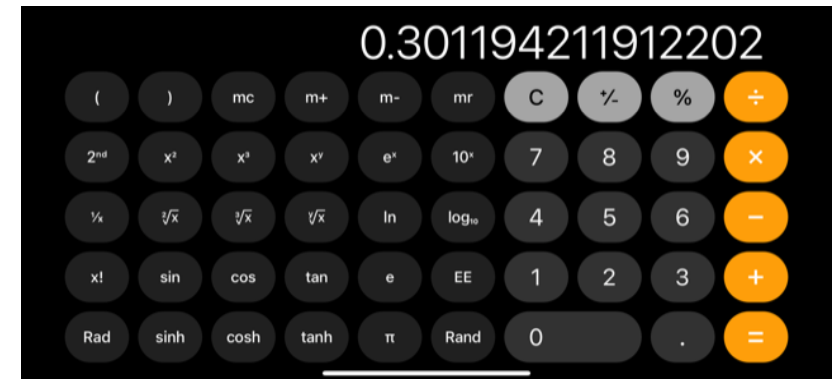 0.301194211912202
( ) mc m+ m- mr C +/- % ÷
2ⁿᵈ x² x³ xʸ eˣ 10ˣ 7 8 9 ×
¹/ₓ ²√x ³√x ʸ√x ln log₁₀ 4 5 6 −
x! sin cos tan e EE 1 2 3 +
Rad sinh cosh tanh π Rand 0 . =